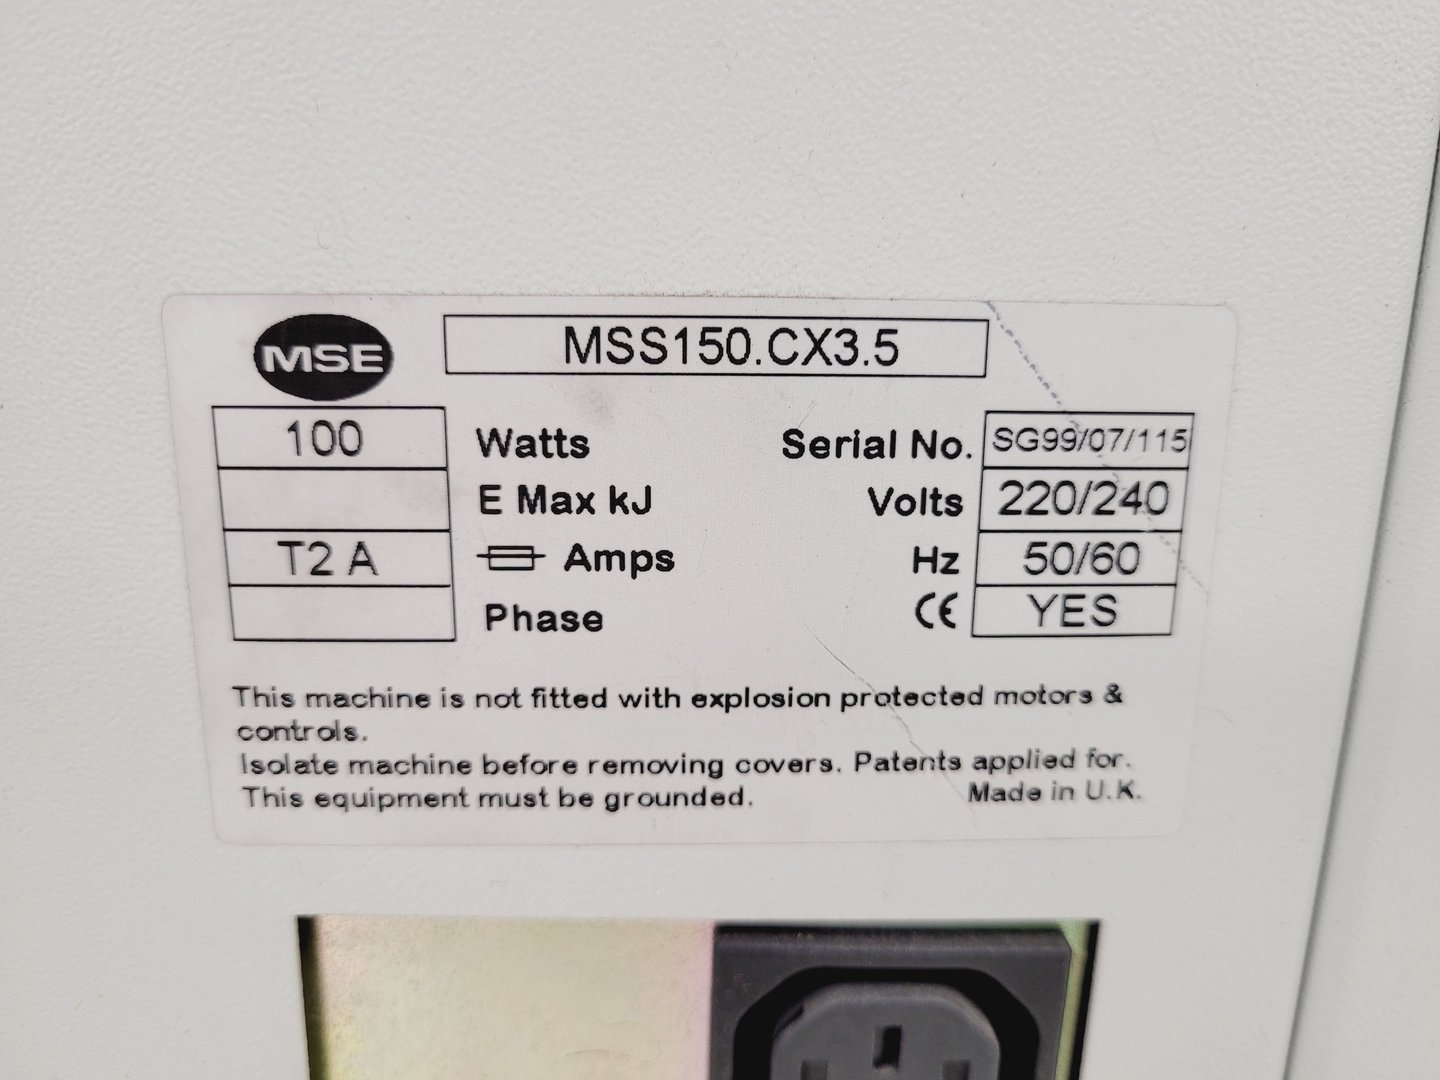 MSE
MSS150.CX3.5
100 Watts Serial No. SG99/07/115
E Max kJ Volts 220/240
T2 A Amps Hz 50/60
Phase CE YES
This machine is not fitted with explosion protected motors &
controls.
Isolate machine before removing covers. Patents applied for.
This equipment must be grounded. Made in U.K.